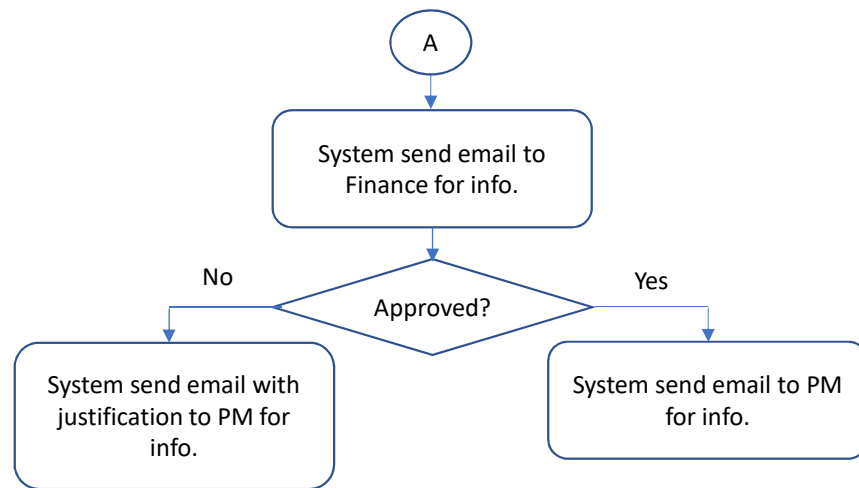 A
System send email to
Finance for info.
No
Yes
Approved?
System send email with
justification to PM for
info.
System send email to PM
for info.